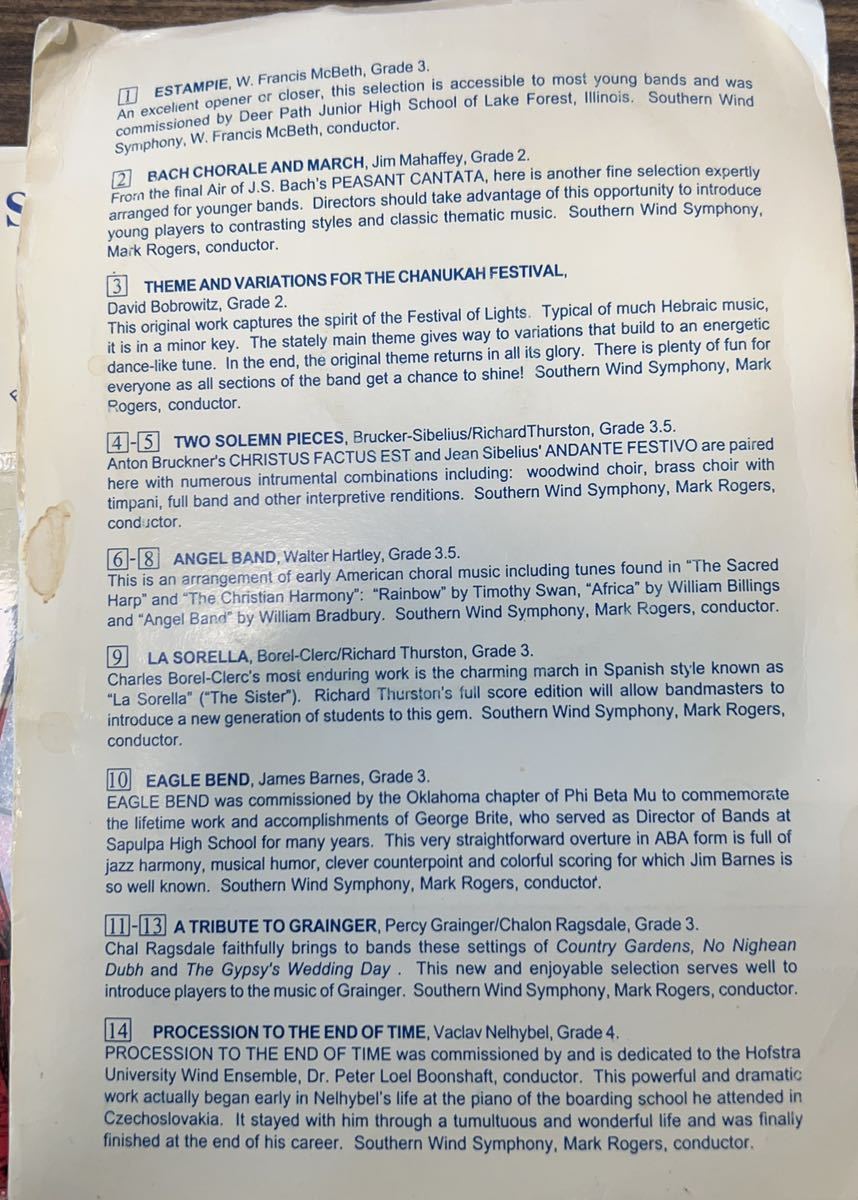 1 ESTAMPIE, W. Francis McBeth, Grade 3.
An excellent opener or closer, this selection is accessible to most young bands and was
commissioned by Deer Path Junior High School of Lake Forest, Illinois. Southern Wind
Symphony, W. Francis McBeth, conductor.
2 BACH CHORALE AND MARCH, Jim Mahaffey, Grade 2.
From the final Air of J.S. Bach's PEASANT CANTATA, here is another fine selection expertly
arranged for younger bands. Directors should take advantage of this opportunity to introduce
young players to contrasting styles and classic thematic music. Southern Wind Symphony,
Mark Rogers, conductor.
3 THEME AND VARIATIONS FOR THE CHANUKAH FESTIVAL,
David Bobrowitz, Grade 2.
This original work captures the spirit of the Festival of Lights. Typical of much Hebraic music,
it is in a minor key. The stately main theme gives way to variations that build to an energetic
dance-like tune. In the end, the original theme returns in all its glory. There is plenty of fun for
everyone as all sections of the band get a chance to shine! Southern Wind Symphony, Mark
Rogers, conductor.
4-5 TWO SOLEMN PIECES, Brucker-Sibelius/RichardThurston, Grade 3.5.
Anton Bruckner's CHRISTUS FACTUS EST and Jean Sibelius' ANDANTE FESTIVO are paired
here with numerous intrumental combinations including: woodwind choir, brass choir with
timpani, full band and other interpretive renditions. Southern Wind Symphony, Mark Rogers,
conductor.
6-8 ANGEL BAND, Walter Hartley, Grade 3.5.
This is an arrangement of early American choral music including tunes found in “The Sacred
Harp” and “The Christian Harmony”: “Rainbow” by Timothy Swan, “Africa” by William Billings
and “Angel Band” by William Bradbury. Southern Wind Symphony, Mark Rogers, conductor.
9 LA SORELLA, Borel-Clerc/Richard Thurston, Grade 3.
Charles Borel-Clerc's most enduring work is the charming march in Spanish style known as
“La Sorella” (“The Sister”). Richard Thurston's full score edition will allow bandmasters to
introduce a new generation of students to this gem. Southern Wind Symphony, Mark Rogers,
conductor.
10 EAGLE BEND, James Barnes, Grade 3.
EAGLE BEND was commissioned by the Oklahoma chapter of Phi Beta Mu to commemorate
the lifetime work and accomplishments of George Brite, who served as Director of Bands at
Sapulpa High School for many years. This very straightforward overture in ABA form is full of
jazz harmony, musical humor, clever counterpoint and colorful scoring for which Jim Barnes is
so well known. Southern Wind Symphony, Mark Rogers, conductor.
11-13 A TRIBUTE TO GRAINGER, Percy Grainger/Chalon Ragsdale, Grade 3.
Chal Ragsdale faithfully brings to bands these settings of Country Gardens, No Nighean
Dubh and The Gypsy's Wedding Day . This new and enjoyable selection serves well to
introduce players to the music of Grainger. Southern Wind Symphony, Mark Rogers, conductor.
14 PROCESSION TO THE END OF TIME, Vaclav Nelhybel, Grade 4.
PROCESSION TO THE END OF TIME was commissioned by and is dedicated to the Hofstra
University Wind Ensemble, Dr. Peter Loel Boonshaft, conductor. This powerful and dramatic
work actually began early in Nelhybel's life at the piano of the boarding school he attended in
Czechoslovakia. It stayed with him through a tumultuous and wonderful life and was finally
finished at the end of his career. Southern Wind Symphony, Mark Rogers, conductor.
S